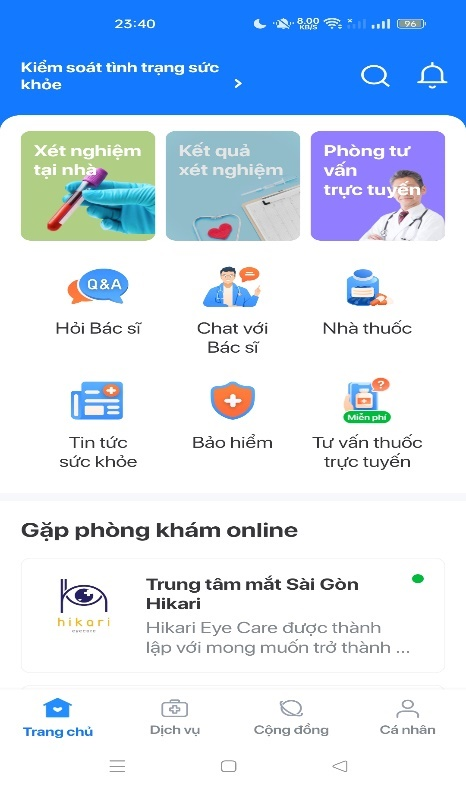 23:40
8.00
KB/S
96
Kiểm soát tình trạng sức
khỏe
Xét nghiệm
tại nhà
Kết quả
xét nghiệm
Phòng tư
vấn
trực tuyến
Q&A
Hỏi Bác sĩ
Chat với
Bác sĩ
Nhà thuốc
Tin tức
sức khỏe
Bảo hiểm
Miễn phí
Tư vấn thuốc
trực tuyến
Gặp phòng khám online
hikari
eyecare
Trung tâm mắt Sài Gòn
Hikari
Hikari Eye Care được thành
lập với mong muốn trở thành ...
Trang chủ
Dịch vụ
Cộng đồng
Cá nhân